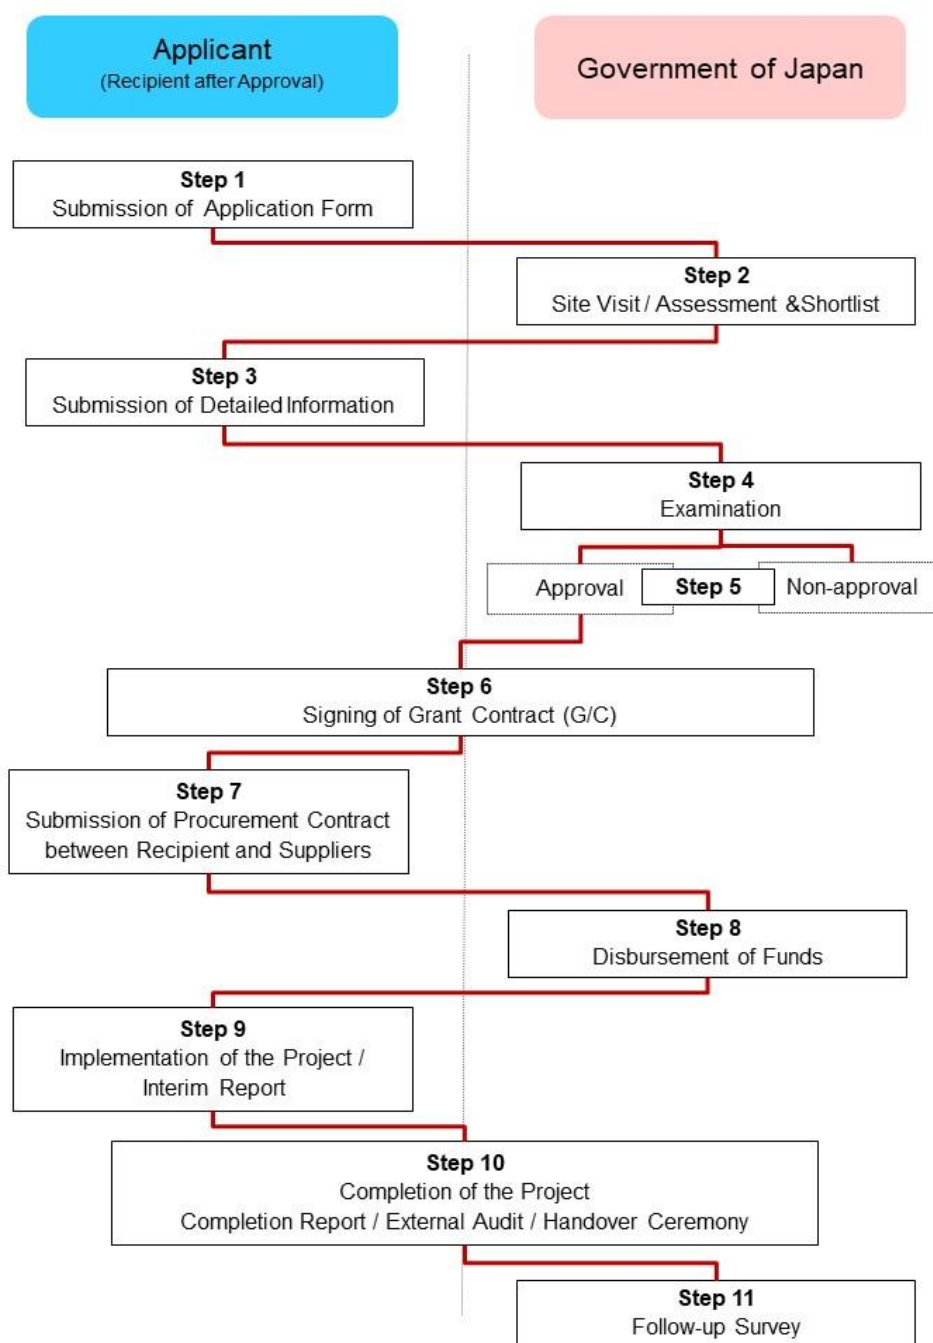 Applicant
(Recipient after Approval)
Government of Japan
Step 1
Submission of Application Form
Step 2
Site Visit / Assessment &Shortlist
Step 3
Submission of Detailed Information
Step 4
Examination
Approval
Step 5
Non-approval
Step 6
Signing of Grant Contract (G/C)
Step 7
Submission of Procurement Contract
between Recipient and Suppliers
Step 8
Disbursement of Funds
Step 9
Implementation of the Project /
Interim Report
Step 10
Completion of the Project
Completion Report / External Audit / Handover Ceremony
Step 11
Follow-up Survey